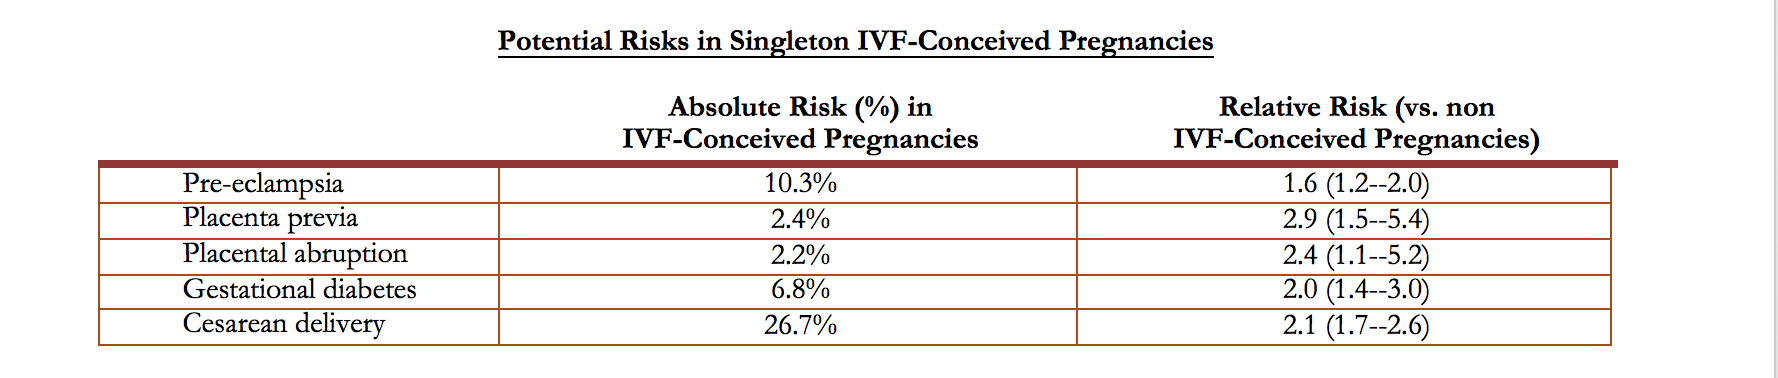 Potential Risks in Singleton IVF-Conceived Pregnancies
Absolute Risk (%) in
IVF-Conceived Pregnancies
Relative Risk (vs. non
IVF-Conceived Pregnancies)
Pre-eclampsia 10.3% 1.6 (1.2--2.0)
Placenta previa 2.4% 2.9 (1.5--5.4)
Placental abruption 2.2% 2.4 (1.1--5.2)
Gestational diabetes 6.8% 2.0 (1.4--3.0)
Cesarean delivery 26.7% 2.1 (1.7--2.6)